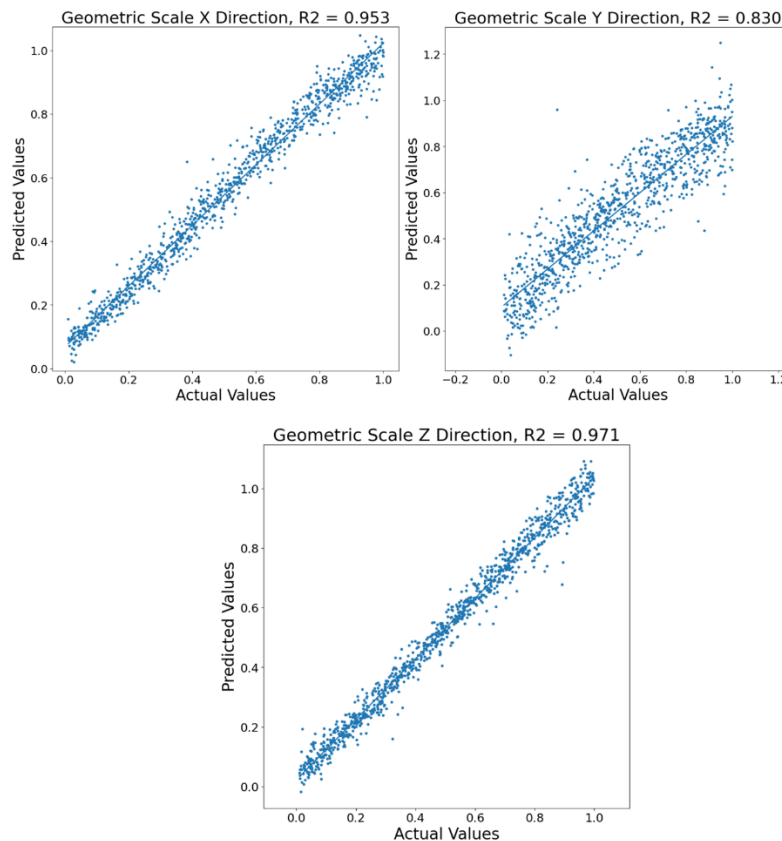 Geometric Scale X Direction, R2 = 0.953
1.0
0.8
0.6
0.4
0.2
0.0
Predicted Values
0.0 0.2 0.4 0.6 0.8 1.0
Actual Values
Geometric Scale Y Direction, R2 = 0.830
1.2
1.0
0.8
0.6
0.4
0.2
0.0
Predicted Values
−0.2 0.0 0.2 0.4 0.6 0.8 1.0 1.2
Actual Values
Geometric Scale Z Direction, R2 = 0.971
1.0
0.8
0.6
0.4
0.2
0.0
Predicted Values
0.0 0.2 0.4 0.6 0.8 1.0
Actual Values